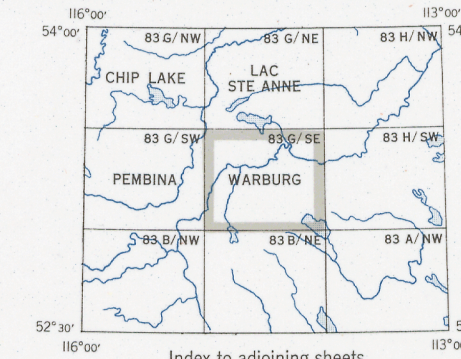 116°00' 113°00'
54°00' 54
83 G/NW 83 G/NE 83 H/NW
CHIP LAKE LAC
STE ANNE
83 G/SW 83 G/SE 83 H/SW
PEMBINA WARBURG
83 B/NW 83 B/NE 83 A/NW
52°30' 5
116°00' 113°0
Index to adjoining sheets